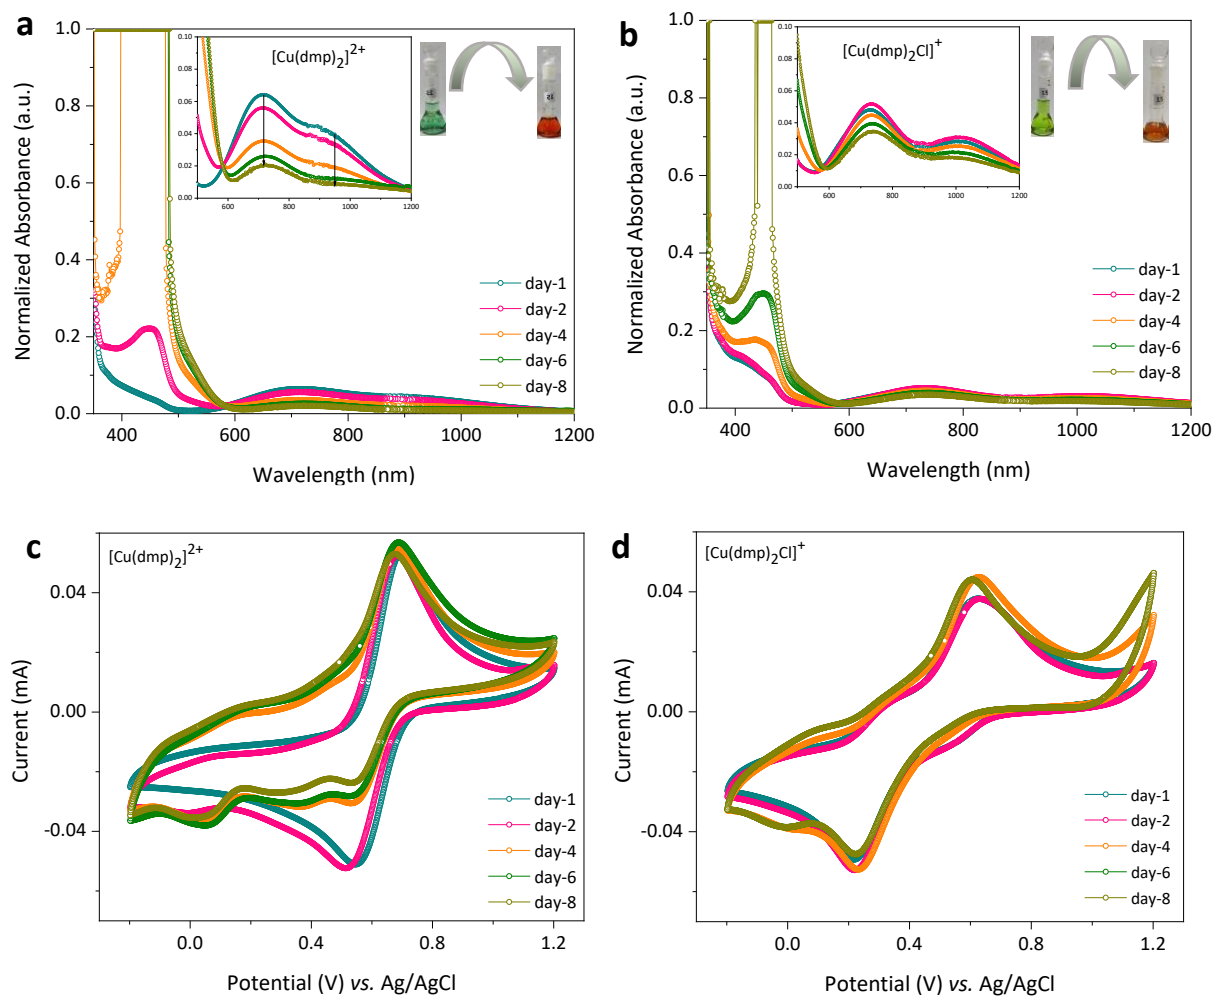 a
Normalized Absorbance (a.u.)
1.0
0.8
0.6
0.4
0.2
0.0
400
600
800
1000
1200
Wavelength (nm)
[Cu(dmp)2]2+
0.10
0.08
0.06
0.04
0.02
0.00
600
800
1000
1200
day-1
day-2
day-4
day-6
day-8
b
Normalized Absorbance (a.u.)
1.0
0.8
0.6
0.4
0.2
0.0
400
600
800
1000
1200
Wavelength (nm)
[Cu(dmp)2Cl]+
0.10
0.08
0.06
0.04
0.02
0.00
600
800
1000
1200
day-1
day-2
day-4
day-6
day-8
c
[Cu(dmp)2]2+
Current (mA)
0.04
0.00
-0.04
0.0
0.4
0.8
1.2
Potential (V) vs. Ag/AgCl
day-1
day-2
day-4
day-6
day-8
d
[Cu(dmp)2Cl]+
Current (mA)
0.04
0.00
-0.04
0.0
0.4
0.8
1.2
Potential (V) vs. Ag/AgCl
day-1
day-2
day-4
day-6
day-8